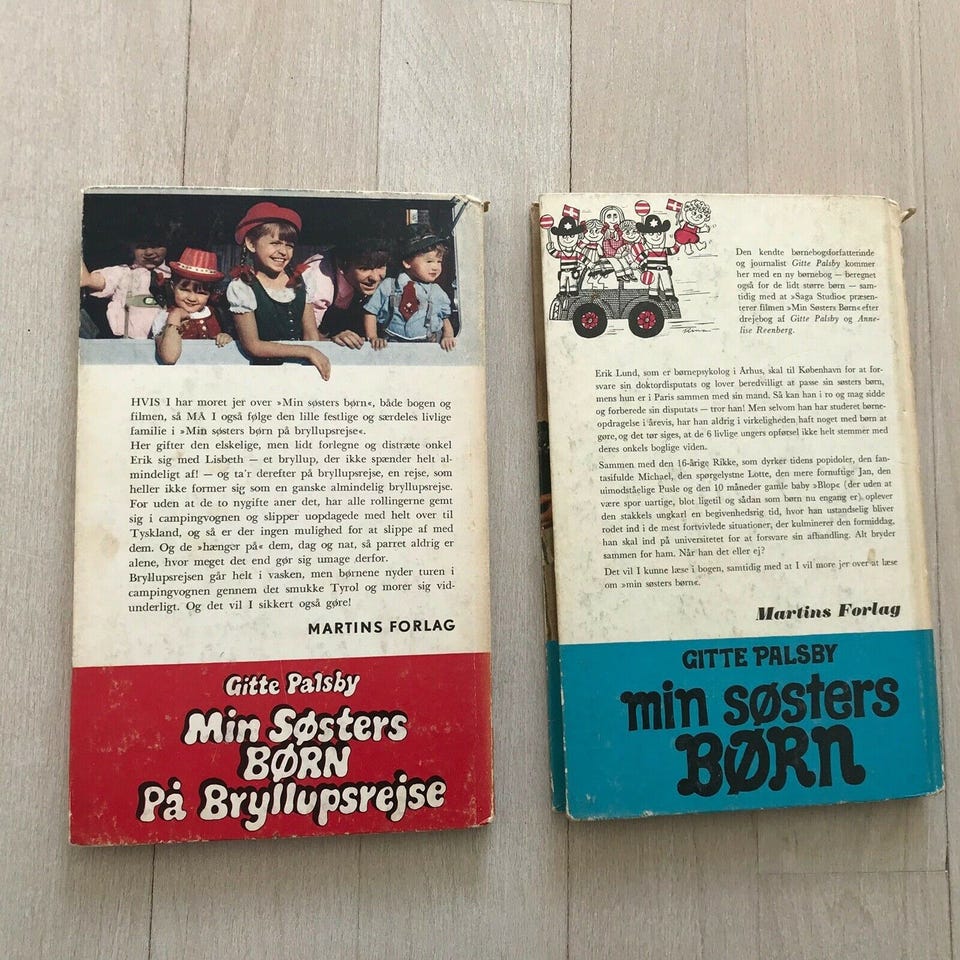 HVIS I har moret jer over »Min søsters børn«, både bogen og
filmen, så MA I også følge den lille festlige og særdeles livlige
familie i »Min søsters børn på bryllupsrejse«.
Her gifter den elskelige, men lidt forlegne og distræte onkel
Erik sig med Lisbeth — et bryllup, der ikke spænder helt al-
mindeligt af! — og ta'r derefter på bryllupsrejse, en rejse, som
heller ikke former sig som en ganske almindelig bryllupsrejse.
For uden at de to nygifte aner det, har alle rollingerne gemt
sig i campingvognen og slipper uopdagede med helt over til
Tyskland, og så er der ingen mulighed for at slippe af med
dem. Og de »hænger på« dem, dag og nat, så parret aldrig er
alene, hvor meget det end gør sig umage derfor.
Bryllupsrejsen går helt i vasken, men børnene nyder turen i
campingvognen gennem det smukke Tyrol og morer sig vid-
underligt. Og det vil I sikkert også gøre!
MARTINS FORLAG
Gitte Palsby
Min Søsters
BØRN
På Bryllupsrejse
Den kendte børnebogsforfatterinde
og journalist Gitte Palsby kommer
her med en ny børnebog — beregnet
også for de lidt større børn — sam-
tidig med at »Saga Studio« præsen-
terer filmen »Min Søsters Børn« efter
drejebog af Gitte Palsby og Anne-
lise Reenberg.
Erik Lund, som er børnepsykolog i Århus, skal til København for at for-
svare sin doktordisputats og lover beredvilligt at passe sin søsters børn,
mens hun er i Paris sammen med sin mand. Så kan han i ro og mag sidde
og forberede sin disputats — tror han! Men selvom han har studeret børne-
opdragelse i årevis, har han aldrig i virkeligheden haft noget med børn at
gøre, og det tør siges, at de 6 livlige ungers opførsel ikke helt stemmer med
deres onkels boglige viden.
Sammen med den 16-årige Rikke, som dyrker tidens popidoler, den fan-
tasifulde Michael, den spørgelystne Lotte, den mere fornuftige Jan, den
uimodståelige Pusle og den 10 måneder gamle baby »Blop« (der uden at
være spor uartige, blot ligetil og sådan som børn nu engang er), oplever
den stakkels ungkarl en begivenhedsrig tid, hvor han ustandselig bliver
rodet ind i de mest fortvivlede situationer, der kulminerer den formiddag,
han skal ind på universitetet for at forsvare sin afhandling. Alt bryder
sammen for ham. Når han det eller ej?
Det vil I kunne læse i bogen, samtidig med at I vil more jer over at læse
om »min søsters børn«.
Martins Forlag
GITTE PALSBY
min søsters
BØRN